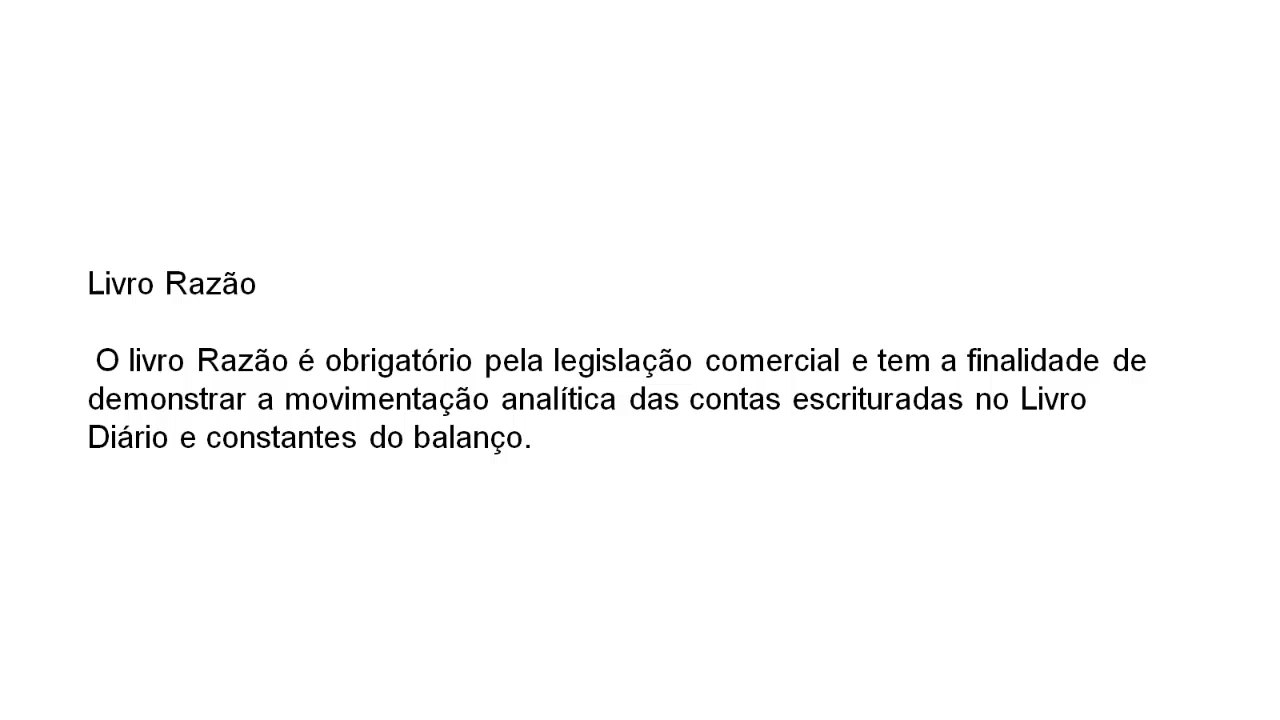 Livro Razão
O livro Razão é obrigatório pela legislação comercial e tem a finalidade de
demonstrar a movimentação analítica das contas escrituradas no Livro
Diário e constantes do balanço.